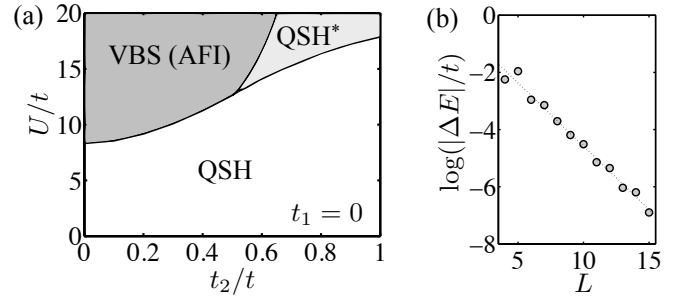 (a)
20
15
10
5
0
U/t
VBS (AFI)
QSH*
QSH
t₁ = 0
0 0.2 0.4 0.6 0.8 1
t₂/t
(b)
0
−2
−4
−6
−8
log(|ΔE|/t)
5 10 15
L